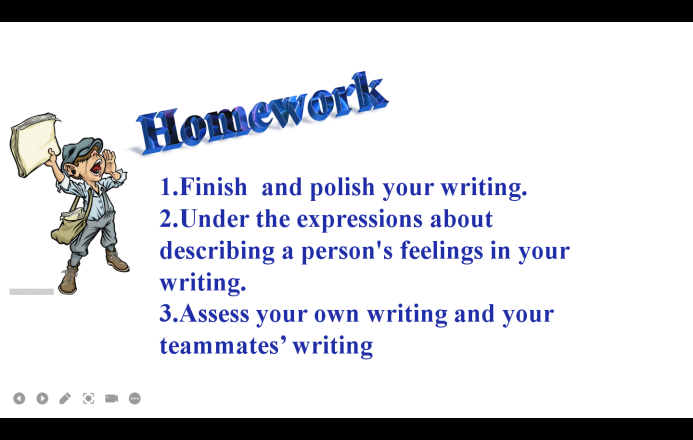 Homework
1.Finish  and polish your writing.
2.Under the expressions about
describing a person's feelings in your
writing.
3.Assess your own writing and your
teammates’ writing